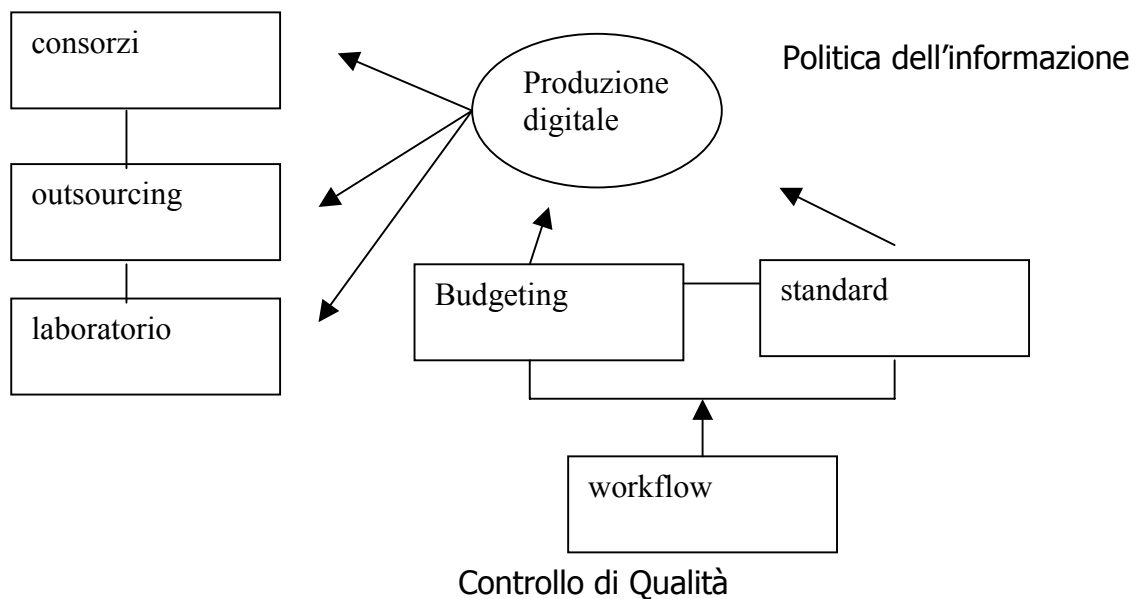 consorzi
Produzione
digitale
Politica dell’informazione
outsourcing
Budgeting
standard
laboratorio
workflow
Controllo di Qualità